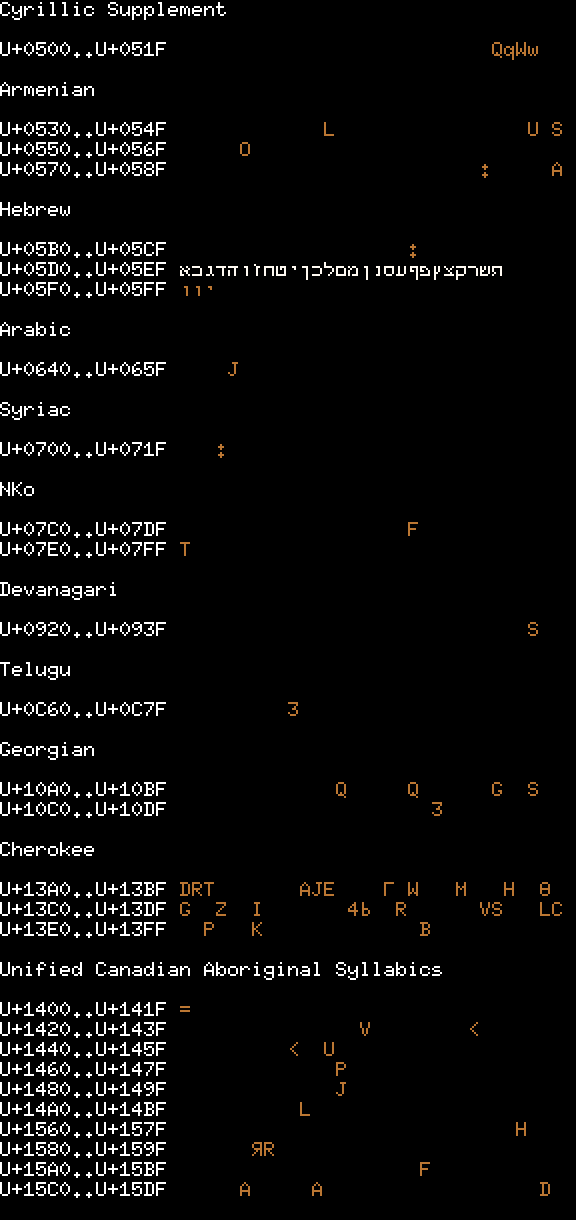 Cyrillic Supplement
U+0500..U+051F QqWw
Armenian
U+0530..U+054F L U S
U+0550..U+056F O
U+0570..U+058F : A
Hebrew
U+05B0..U+05CF :
U+05D0..U+05EF אבגדהוזחטיךכלםמןנסעףפץצקרשת
U+05F0..U+05FF װױײ
Arabic
U+0640..U+065F J
Syriac
U+0700..U+071F :
NKo
U+07C0..U+07DF F
U+07E0..U+07FF T
Devanagari
U+0920..U+093F S
Telugu
U+0C60..U+0C7F 3
Georgian
U+10A0..U+10BF Q Q G S
U+10C0..U+10DF 3
Cherokee
U+13A0..U+13BF DRT AJE Γ W M H θ
U+13C0..U+13DF G Z I 4b R VS LC
U+13E0..U+13FF P K B
Unified Canadian Aboriginal Syllabics
U+1400..U+141F =
U+1420..U+143F V <
U+1440..U+145F < U
U+1460..U+147F P
U+1480..U+149F J
U+14A0..U+14BF L
U+1560..U+157F H
U+1580..U+159F ЯR
U+15A0..U+15BF F
U+15C0..U+15DF A A D